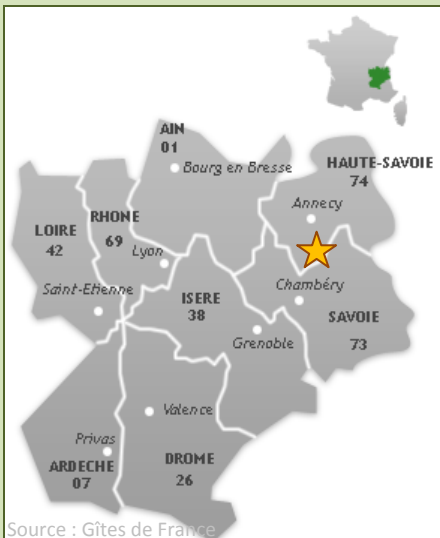 AIN
01
Bourg en Bresse
HAUTE-SAVOIE
74
Annecy
RHONE
69
LOIRE
42
Lyon
Saint-Etienne
ISERE
38
Chambéry
SAVOIE
73
Grenoble
Valence
Privas
ARDECHE
07
DROME
26
Source : Gîtes de France